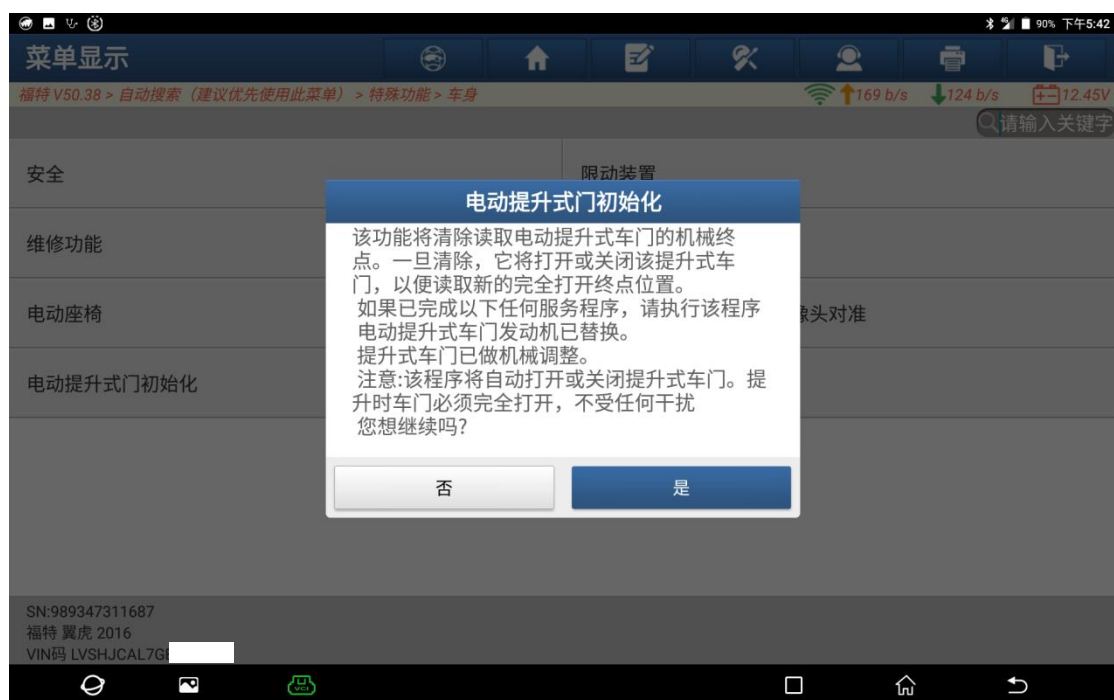 90% 下午5:42
菜单显示
福特 V50.38 > 自动搜索（建议优先使用此菜单） > 特殊功能 > 车身
169 b/s 124 b/s 12.45V
请输入关键字
安全
限动装置
维修功能
电动座椅
象头对准
电动提升式门初始化
电动提升式门初始化
该功能将清除读取电动提升式车门的机械终
点。一旦清除，它将打开或关闭该提升式车
门，以便读取新的完全打开终点位置。
如果已完成以下任何服务程序，请执行该程序
电动提升式车门发动机已替换。
提升式车门已做机械调整。
注意:该程序将自动打开或关闭提升式车门。提
升时车门必须完全打开，不受任何干扰
您想继续吗?
否
是
SN:989347311687
福特 翼虎 2016
VIN码 LVSHJCAL7G
VCI